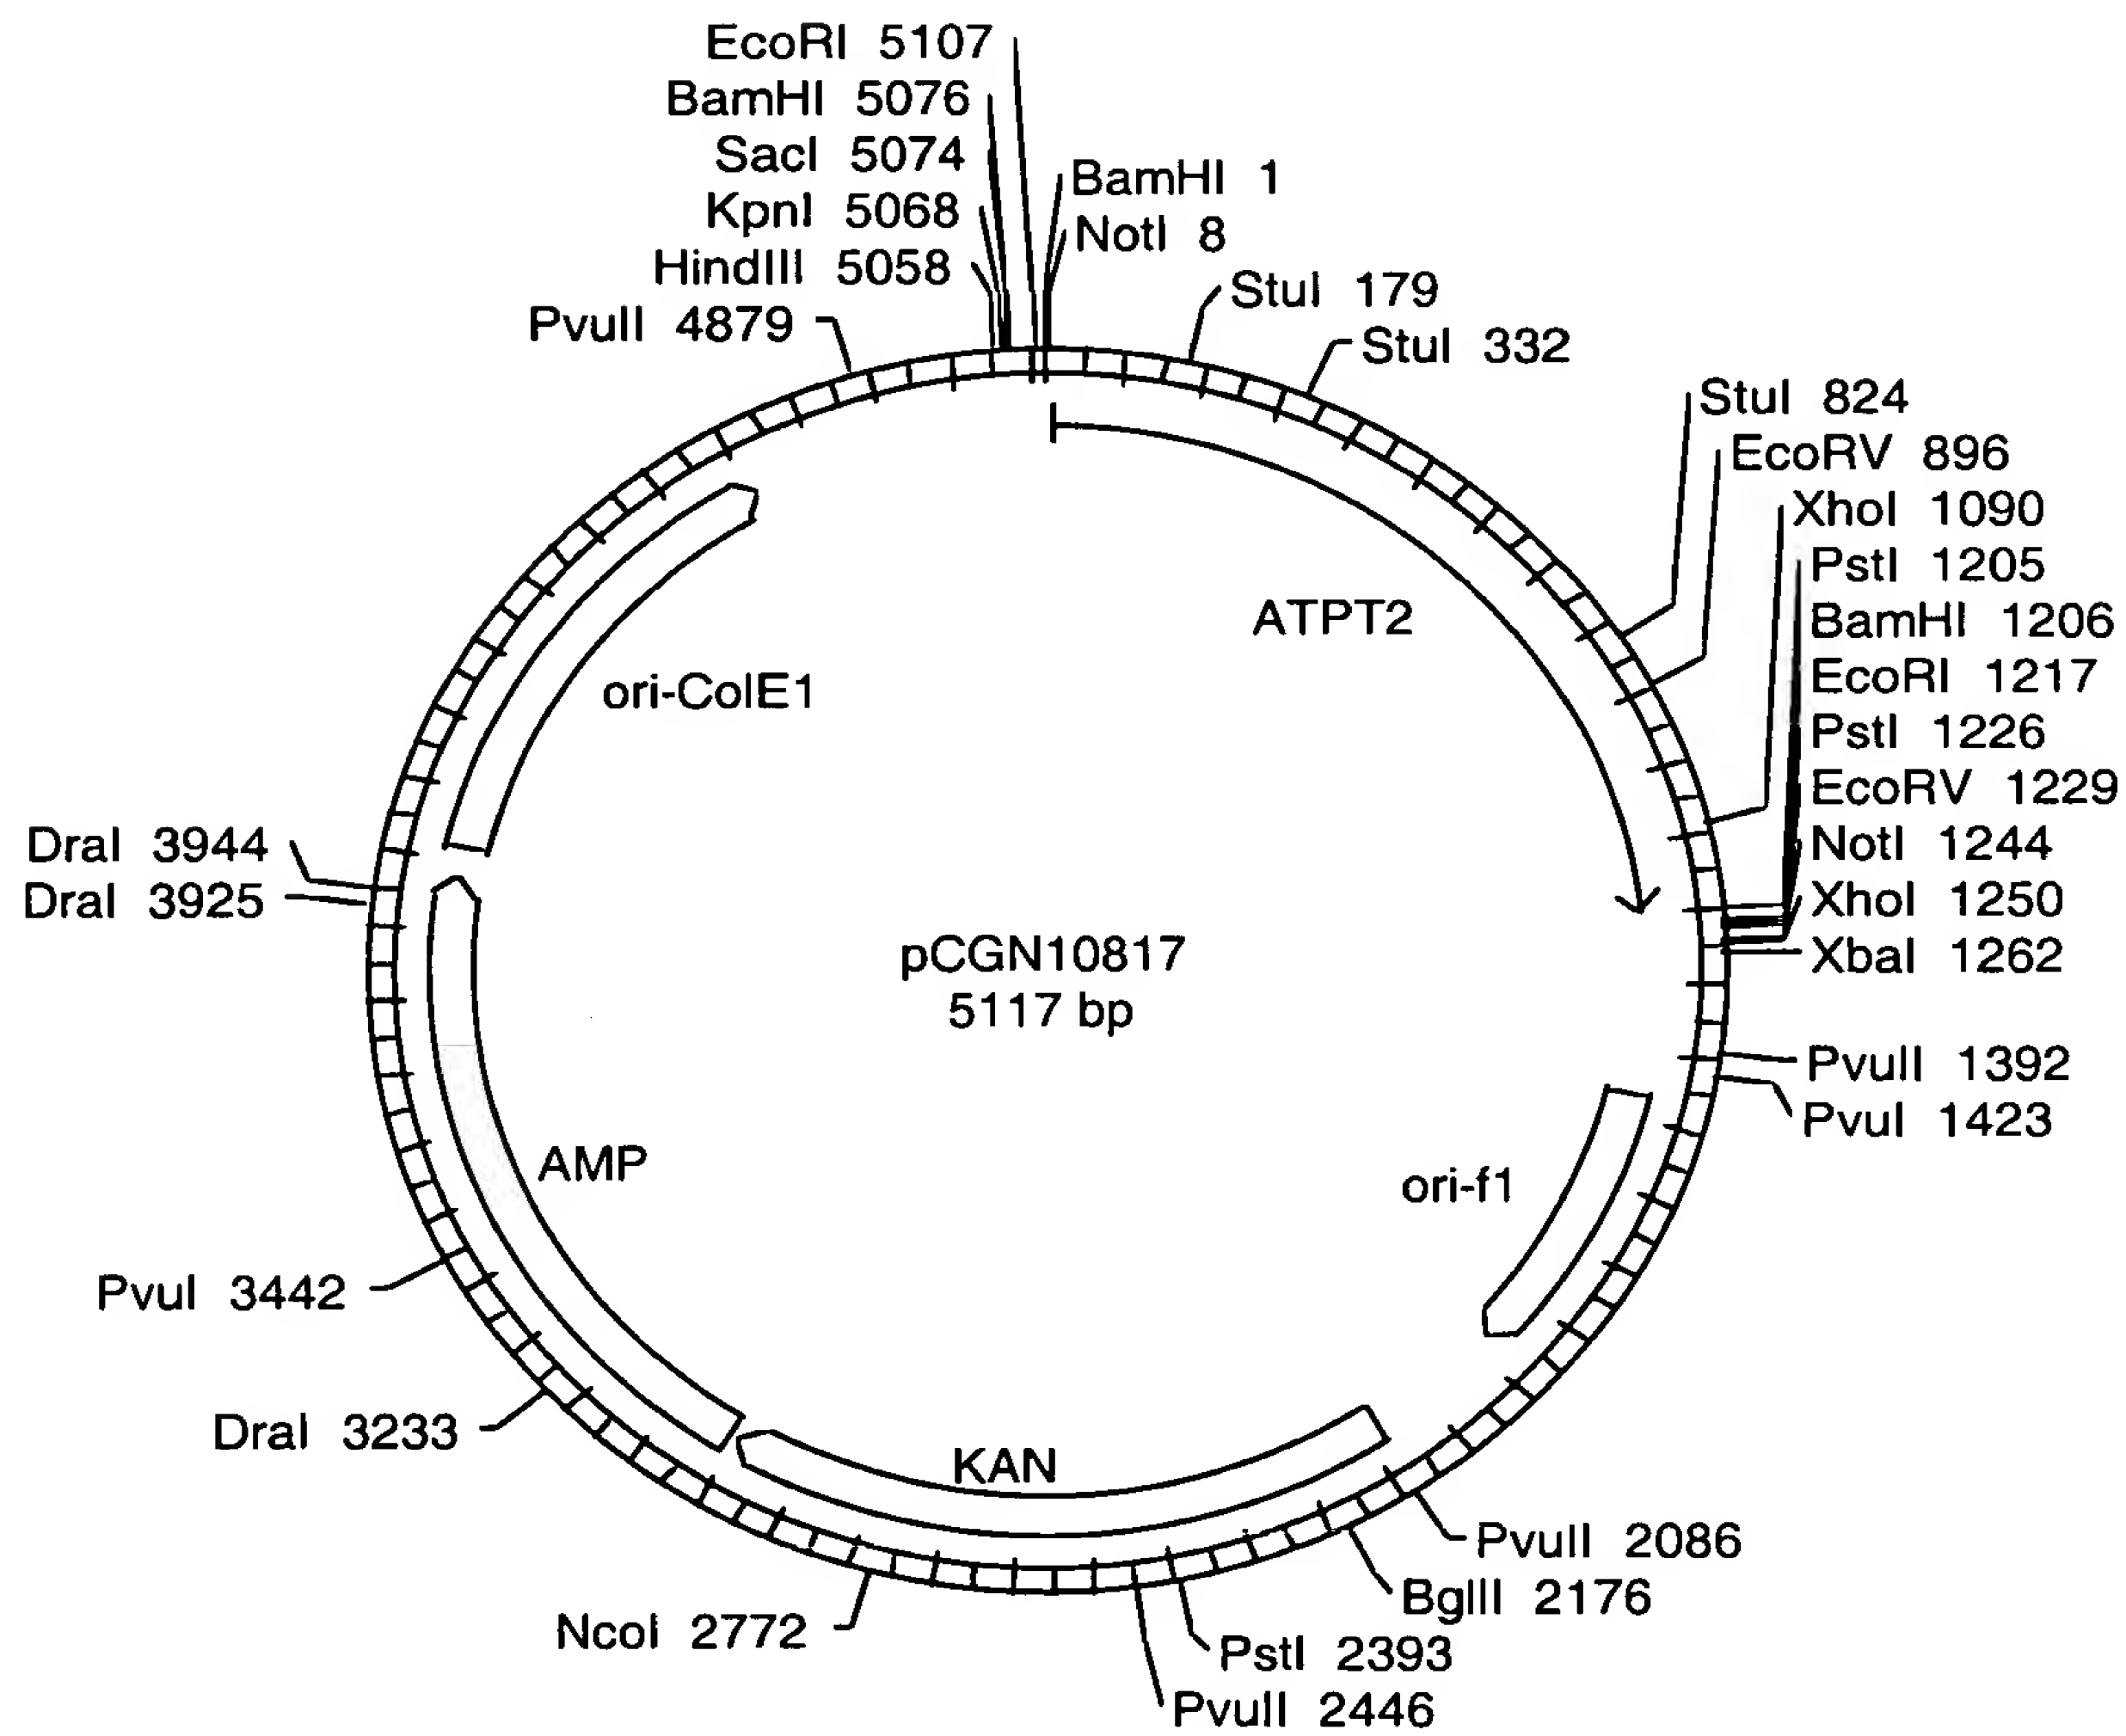 EcoRI 5107
BamHI 5076
SacI 5074
KpnI 5068
HindIII 5058
PvuII 4879
BamHI 1
NotI 8
StuI 179
StuI 332
StuI 824
EcoRV 896
XhoI 1090
PstI 1205
BamHI 1206
EcoRI 1217
PstI 1226
EcoRV 1229
NotI 1244
XhoI 1250
XbaI 1262
PvuII 1392
PvuI 1423
ATPT2
ori-ColE1
DraI 3944
DraI 3925
pCGN10817
5117 bp
AMP
ori-f1
PvuI 3442
DraI 3233
KAN
PvuII 2086
BglII 2176
NcoI 2772
PstI 2393
PvuII 2446